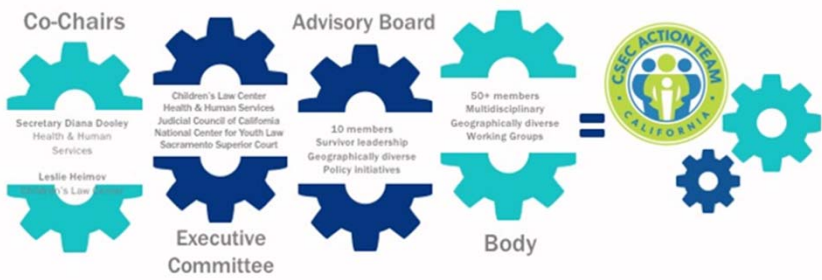 Co-Chairs
Secretary Diana Dooley
Health & Human
Services
Leslie Heimov
Children's Law Center
Children's Law Center
Health & Human Services
Judicial Council of California
National Center for Youth Law
Sacramento Superior Court
Executive
Committee
Advisory Board
10 members
Survivor leadership
Geographically diverse
Policy initiatives
50+ members
Multidisciplinary
Geographically diverse
Working Groups
Body
=
CSEC ACTION TEAM
• CALIFORNIA •